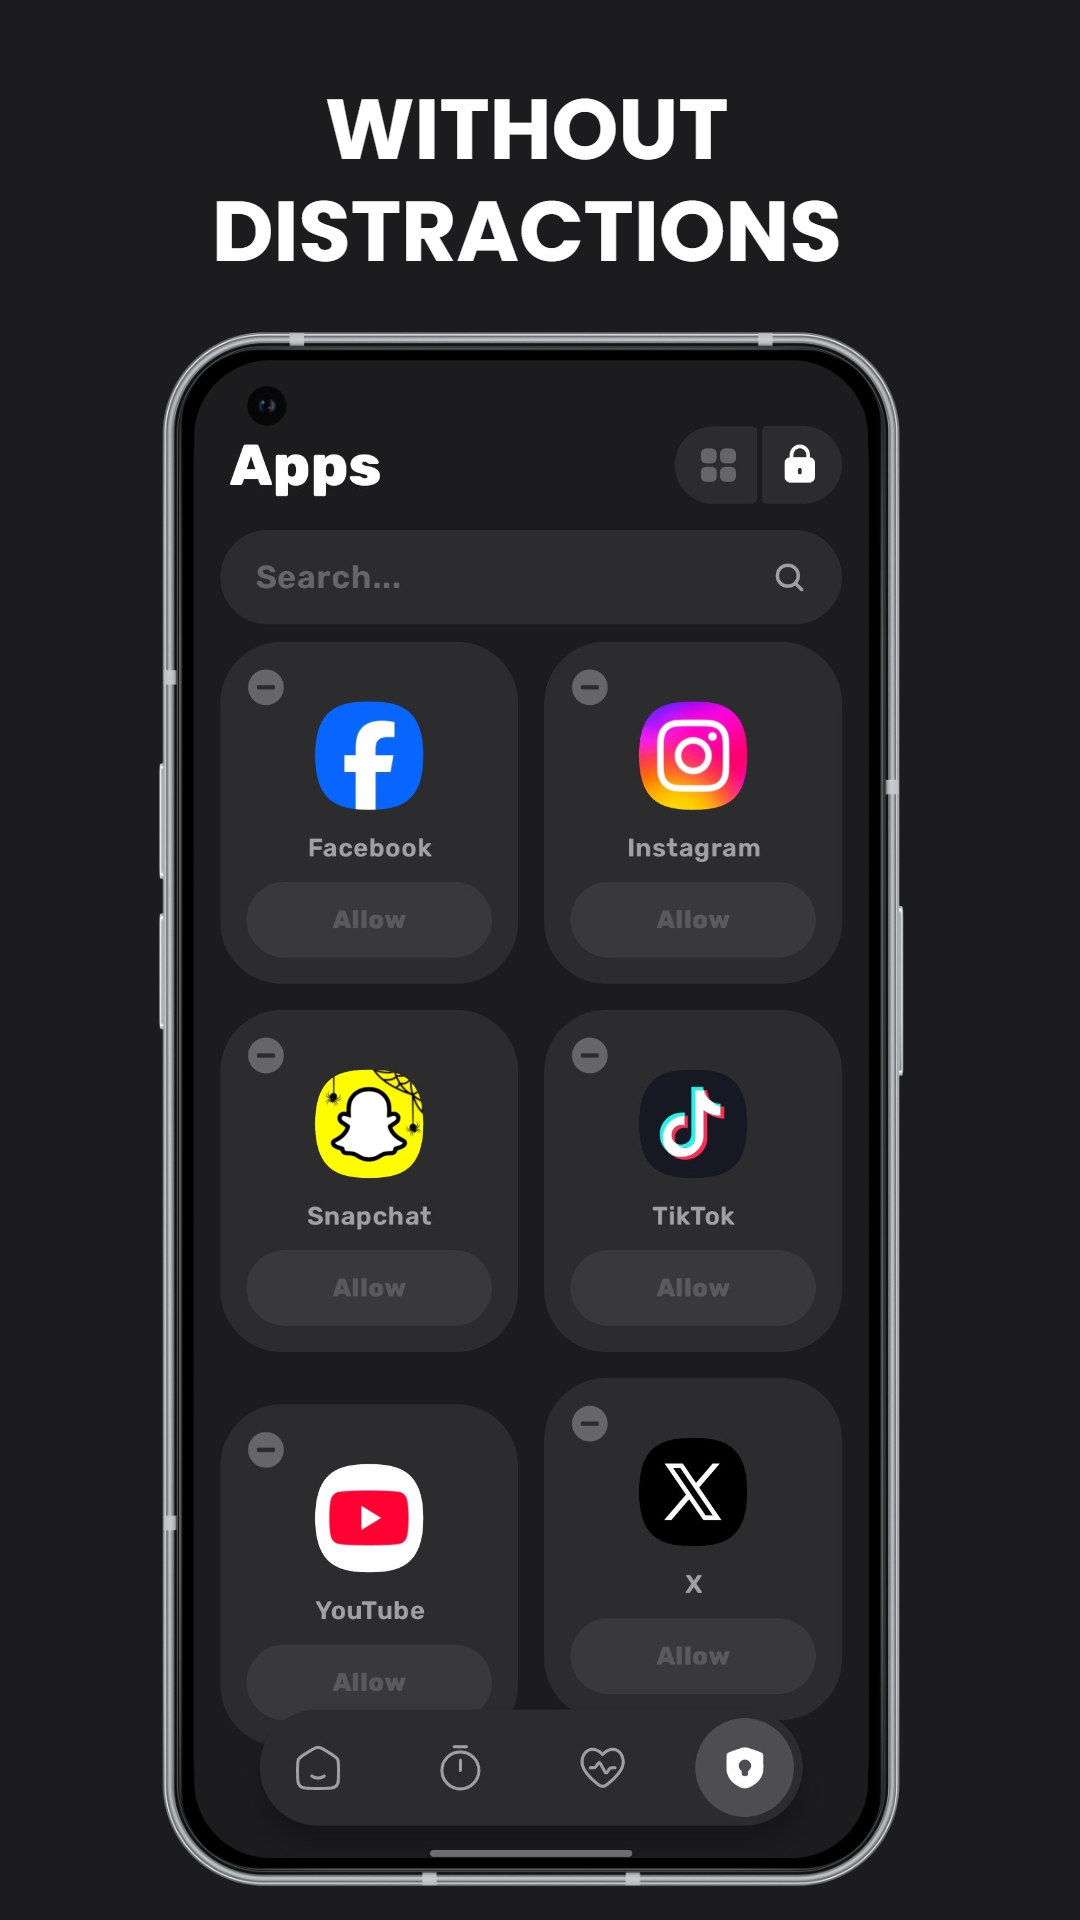 WITHOUT
DISTRACTIONS
Apps
Search...
Facebook
Instagram
Allow
Allow
Snapchat
TikTok
Allow
Allow
X
YouTube
Allow
Allow